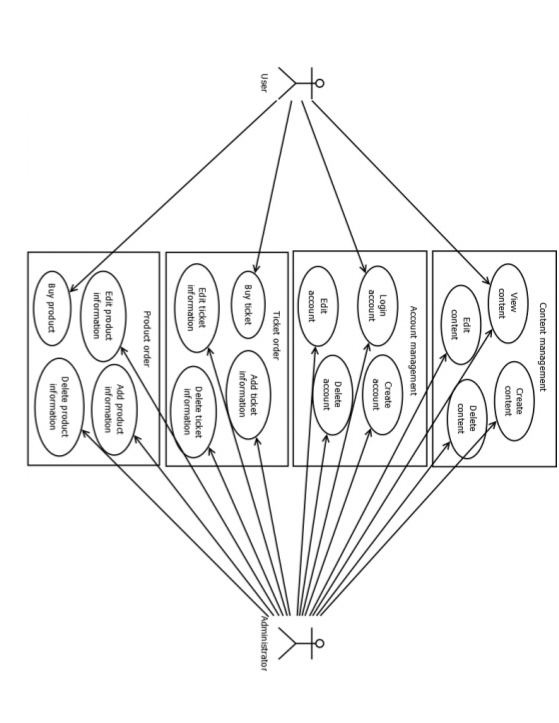 Content management
View
content
Create
content
Edit
content
Delete
content
Account management
Login
account
Create
account
Edit
account
Delete
account
User
Administrator
Ticket order
Buy ticket
Add ticket
information
Edit ticket
information
Delete ticket
information
Product order
Edit product
information
Add product
information
Buy product
Delete product
information